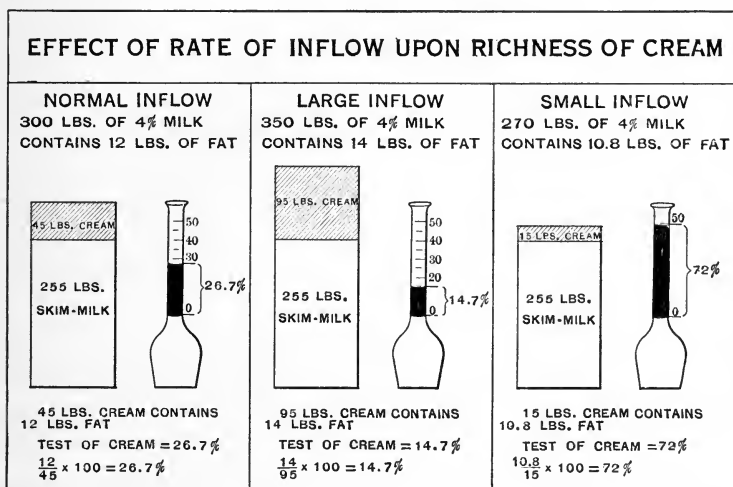 EFFECT OF RATE OF INFLOW UPON RICHNESS OF CREAM
NORMAL INFLOW
300 LBS. OF 4% MILK
CONTAINS 12 LBS. OF FAT
45 LBS. CREAM
255 LBS.
SKIM-MILK
50
40
30
0
26.7%
45 LBS. CREAM CONTAINS
12 LBS. FAT
TEST OF CREAM = 26.7%
12/45 x 100 = 26.7%
LARGE INFLOW
350 LBS. OF 4% MILK
CONTAINS 14 LBS. OF FAT
95 LBS. CREAM
255 LBS.
SKIM-MILK
50
40
30
20
0
14.7%
95 LBS. CREAM CONTAINS
14 LBS. FAT
TEST OF CREAM = 14.7%
14/95 x 100 = 14.7%
SMALL INFLOW
270 LBS. OF 4% MILK
CONTAINS 10.8 LBS. OF FAT
15 LBS. CREAM
255 LBS.
SKIM-MILK
50
0
72%
15 LBS. CREAM CONTAINS
10.8 LBS. FAT
TEST OF CREAM = 72%
10.8/15 x 100 = 72%